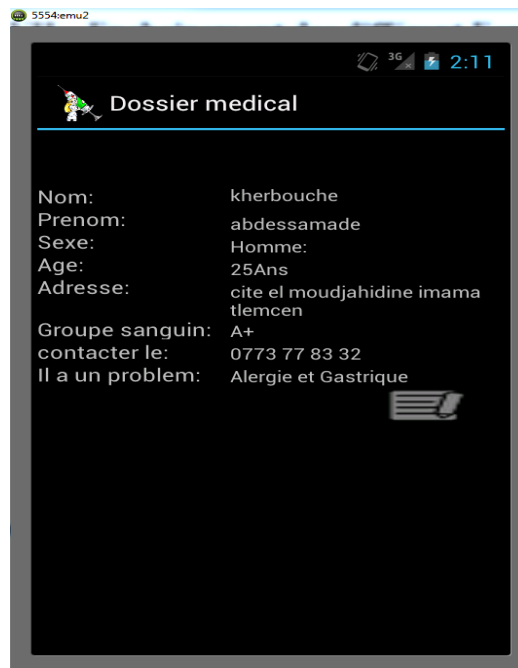 5554:emu2
3G 2:11
Dossier medical
Nom: kherbouche
Prenom: abdessamade
Sexe: Homme:
Age: 25Ans
Adresse: cite el moudjahidine imama
tlemcen
Groupe sanguin: A+
contacter le: 0773 77 83 32
Il a un problem: Alergie et Gastrique